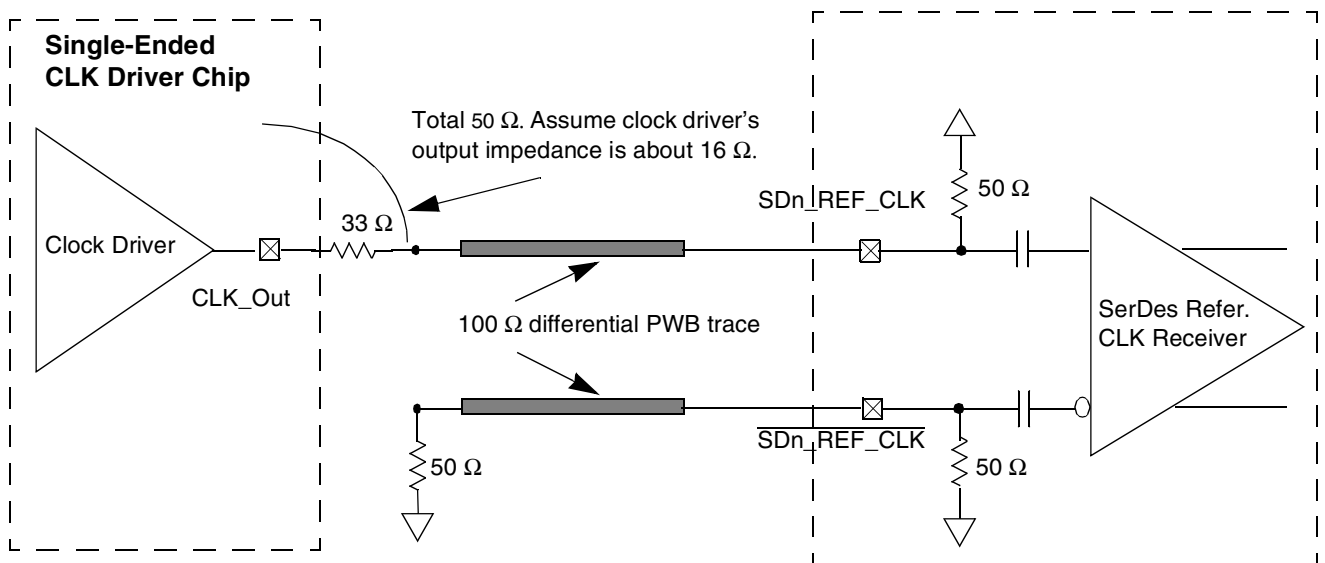 Single-Ended
CLK Driver Chip
Total 50 Ω. Assume clock driver's
output impedance is about 16 Ω.
SDn_REF_CLK
50 Ω
33 Ω
Clock Driver
CLK_Out
100 Ω differential PWB trace
SerDes Refer.
CLK Receiver
SDn_REF_CLK
50 Ω
50 Ω